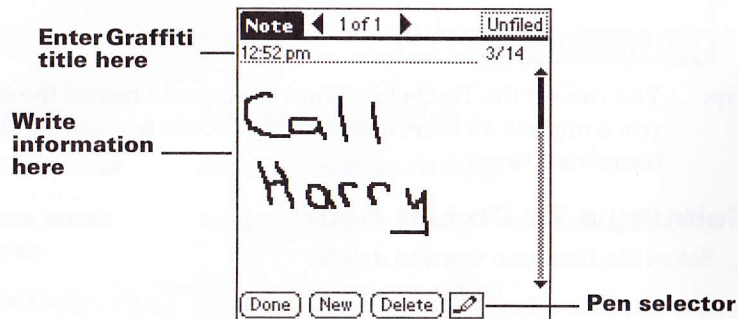 Note 1 of 1 Unfiled
Enter Graffiti
title here
12:52 pm 3/14
Call
Write
information
here
Harry
Done New Delete
Pen selector